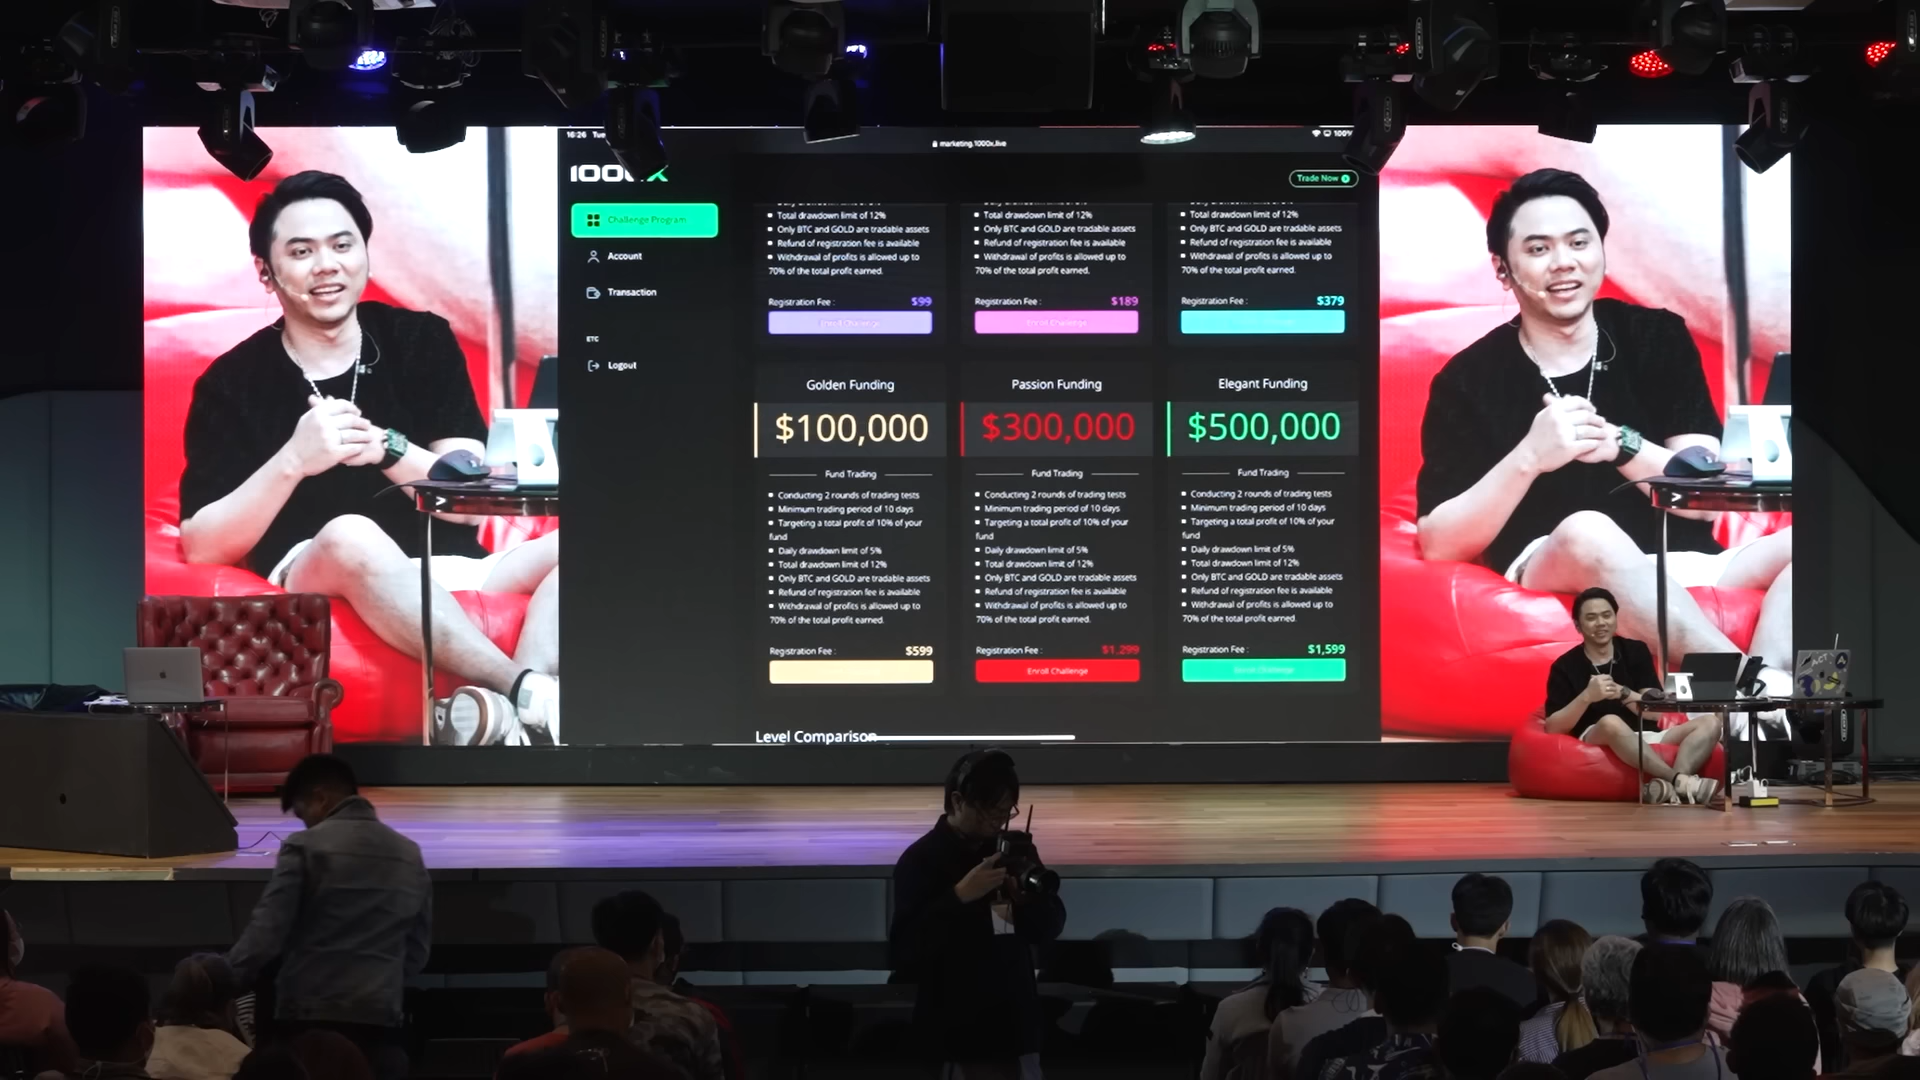 16:26 Tue
100%
marketing.1000x.live
1000X
Trade Now
Challenge Program
Account
Transaction
ETC
Logout
Total drawdown limit of 12%
Only BTC and GOLD are tradable assets
Refund of registration fee is available
Withdrawal of profits is allowed up to
70% of the total profit earned.
Registration Fee : $99
Enroll Challenge
Total drawdown limit of 12%
Only BTC and GOLD are tradable assets
Refund of registration fee is available
Withdrawal of profits is allowed up to
70% of the total profit earned.
Registration Fee : $189
Enroll Challenge
Total drawdown limit of 12%
Only BTC and GOLD are tradable assets
Refund of registration fee is available
Withdrawal of profits is allowed up to
70% of the total profit earned.
Registration Fee : $379
Golden Funding
$100,000
Fund Trading
Conducting 2 rounds of trading tests
Minimum trading period of 10 days
Targeting a total profit of 10% of your
fund
Daily drawdown limit of 5%
Total drawdown limit of 12%
Only BTC and GOLD are tradable assets
Refund of registration fee is available
Withdrawal of profits is allowed up to
70% of the total profit earned.
Registration Fee : $599
Passion Funding
$300,000
Fund Trading
Conducting 2 rounds of trading tests
Minimum trading period of 10 days
Targeting a total profit of 10% of your
fund
Daily drawdown limit of 5%
Total drawdown limit of 12%
Only BTC and GOLD are tradable assets
Refund of registration fee is available
Withdrawal of profits is allowed up to
70% of the total profit earned.
Registration Fee : $1,299
Enroll Challenge
Elegant Funding
$500,000
Fund Trading
Conducting 2 rounds of trading tests
Minimum trading period of 10 days
Targeting a total profit of 10% of your
fund
Daily drawdown limit of 5%
Total drawdown limit of 12%
Only BTC and GOLD are tradable assets
Refund of registration fee is available
Withdrawal of profits is allowed up to
70% of the total profit earned.
Registration Fee : $1,599
Enroll Challenge
Level Comparison